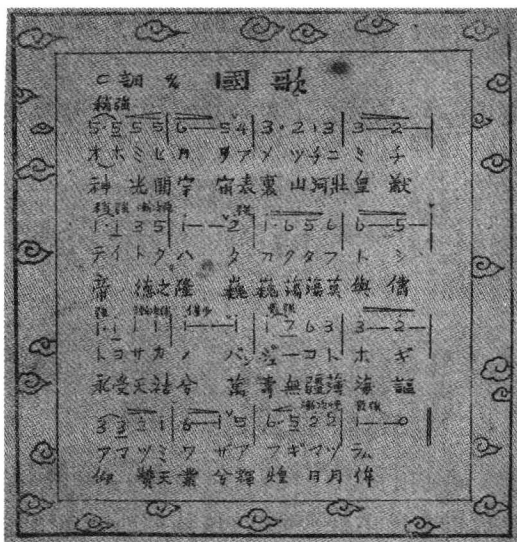 C調 4/4 國歌
稍強
5·5 5 5|6— 5 4|3·2 1 3|3—2—|
オホミヒカ リアメツチニ ミ チ
神 光開宇 宙表裏山河壯皇猷
1·1 3 5|1——2|1·6 5 6|6—5—|
テイトクハ タカクタフト シ
帝 德之隆 巍巍蕩蕩莫與儔
1·1 1 1|1——1|1 7 6 3|3—2—|
トヨサカノ バンジューコトホ ギ
永受天祐兮 萬壽無疆薄海謳
3 3 2 1|6—1 5|6·5 2 2|1——0
アマツミワ ザアフギマツ ラム
仰 贊天業兮輝煌日月侔